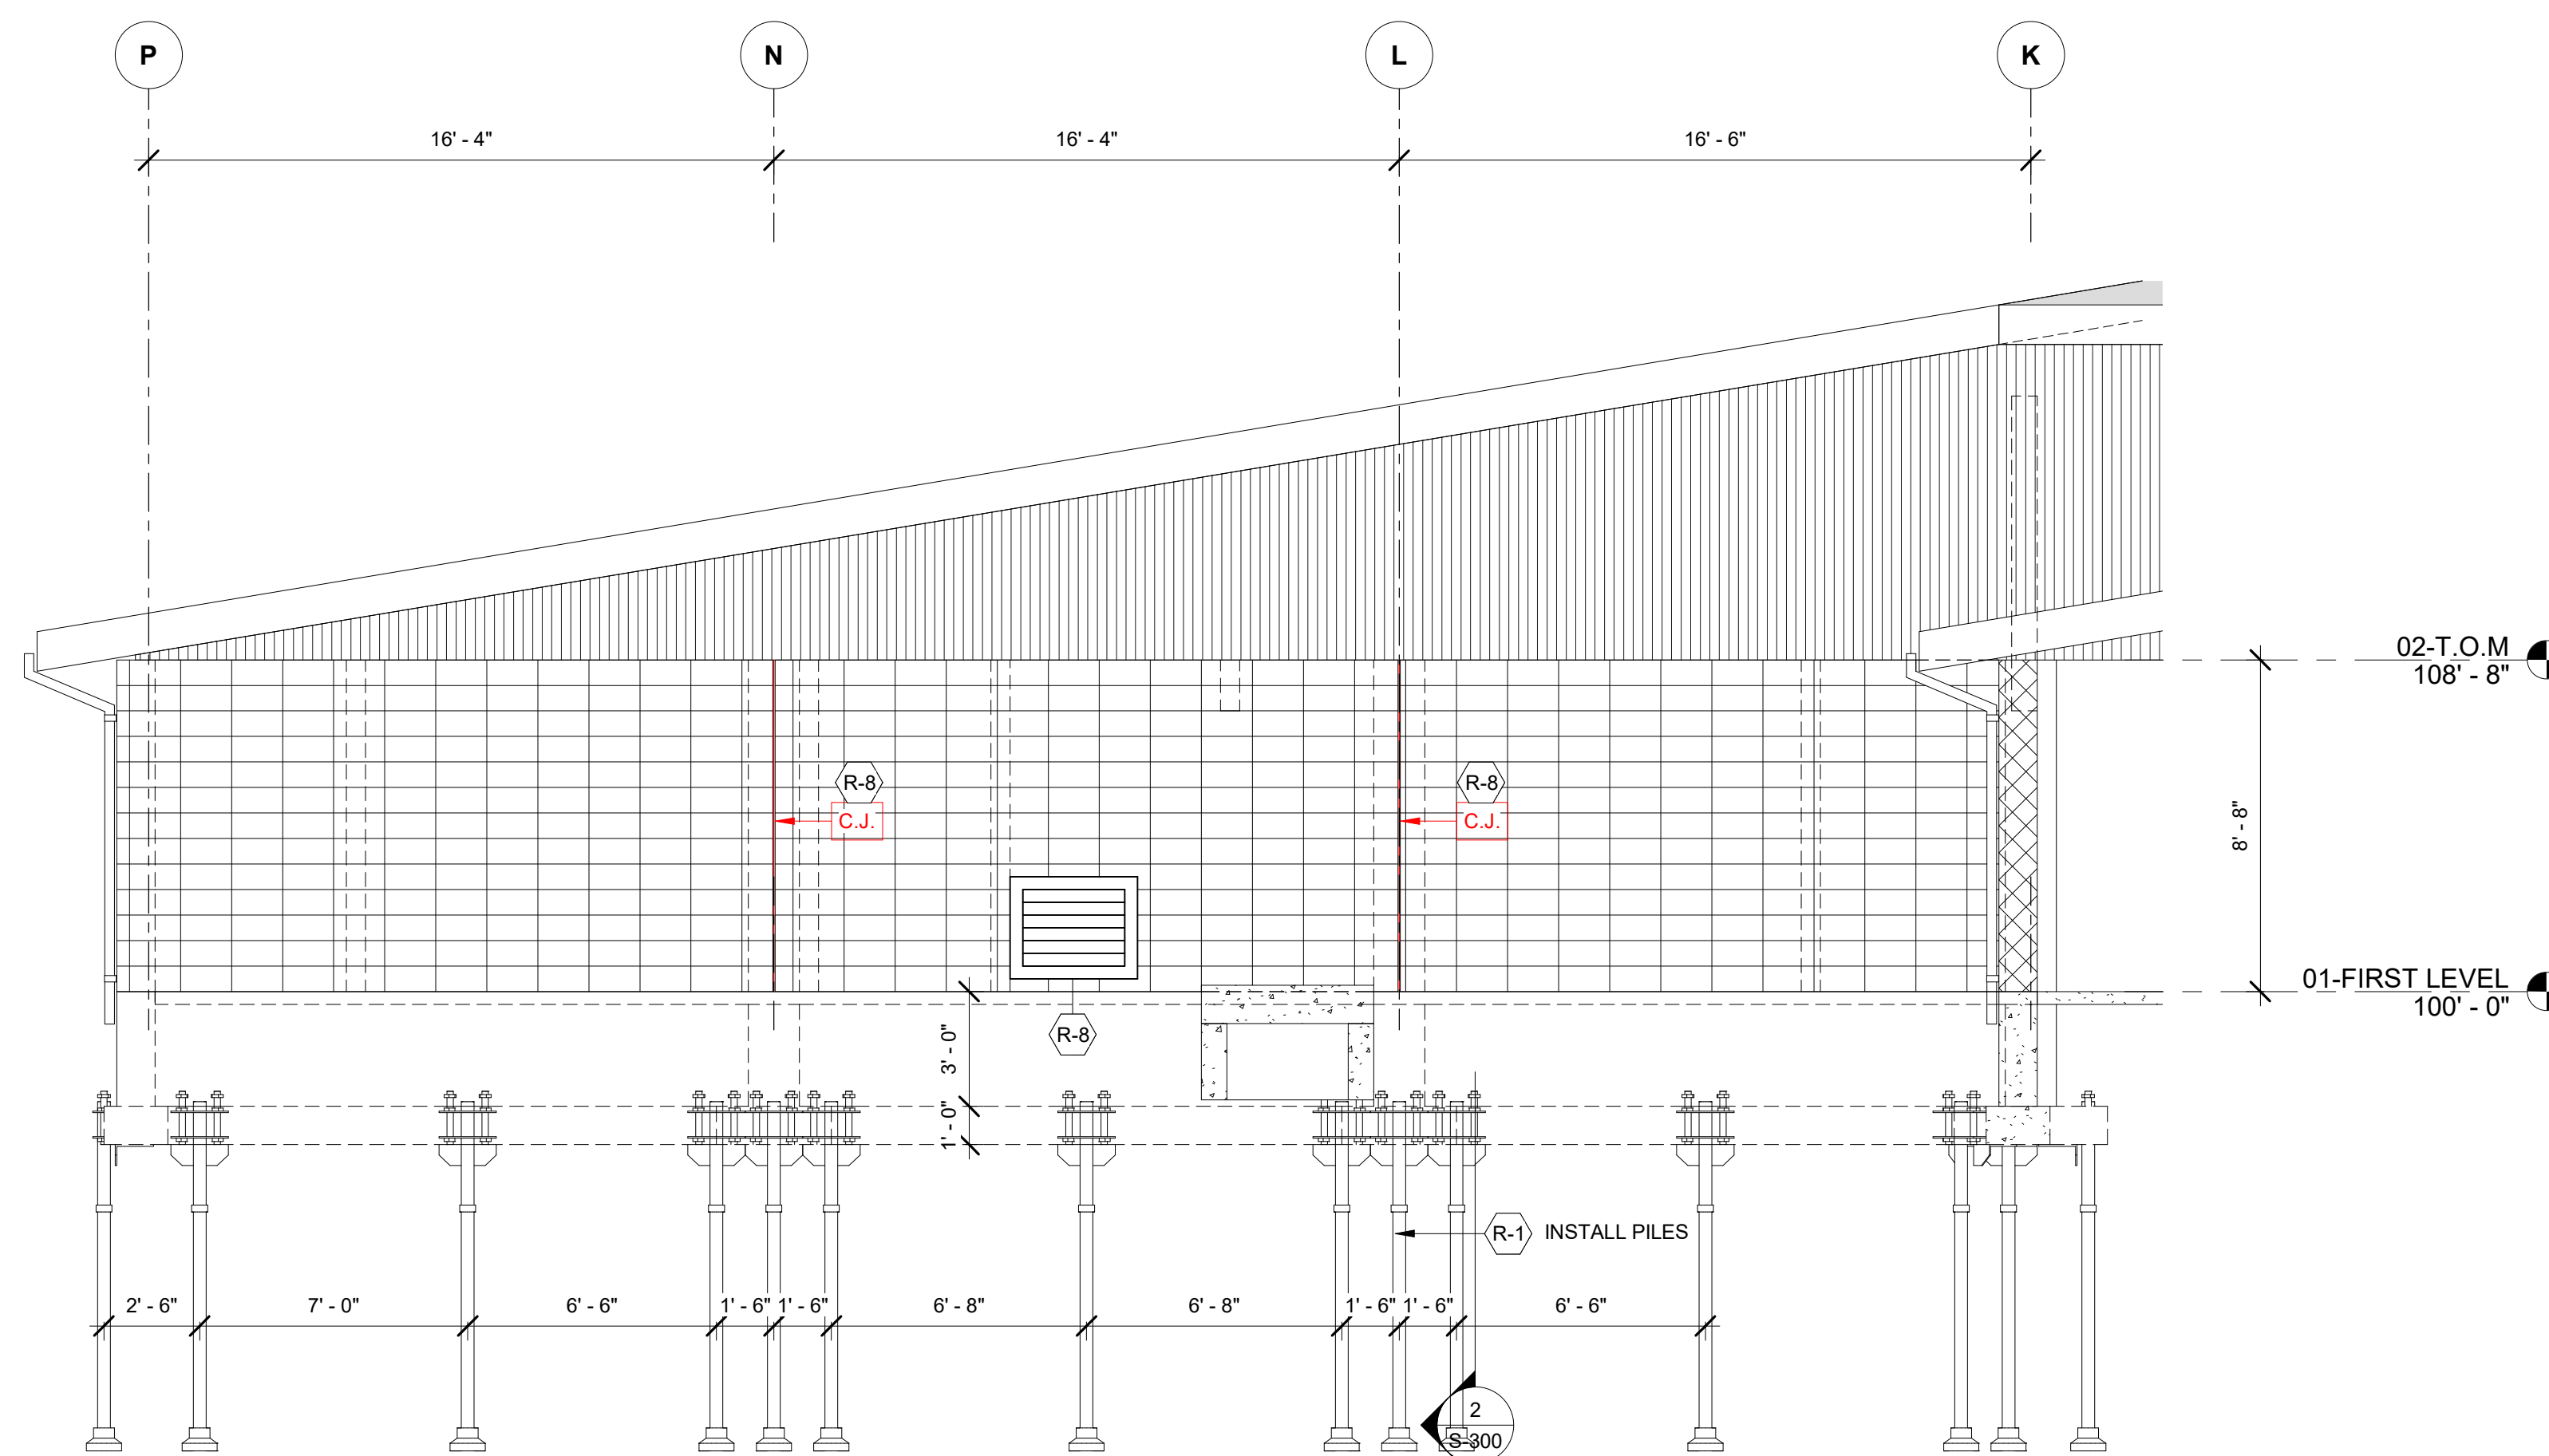 P
N
L
K
16' - 4"
16' - 4"
16' - 6"
02-T.O.M
108' - 8"
R-8
C.J.
R-8
C.J.
8' - 8"
01-FIRST LEVEL
100' - 0"
R-8
3' - 0"
1' - 0"
R-1 INSTALL PILES
2' - 6"
7' - 0"
6' - 6"
1' - 6"
1' - 6"
6' - 8"
6' - 8"
1' - 6"
1' - 6"
6' - 6"
2
S-300